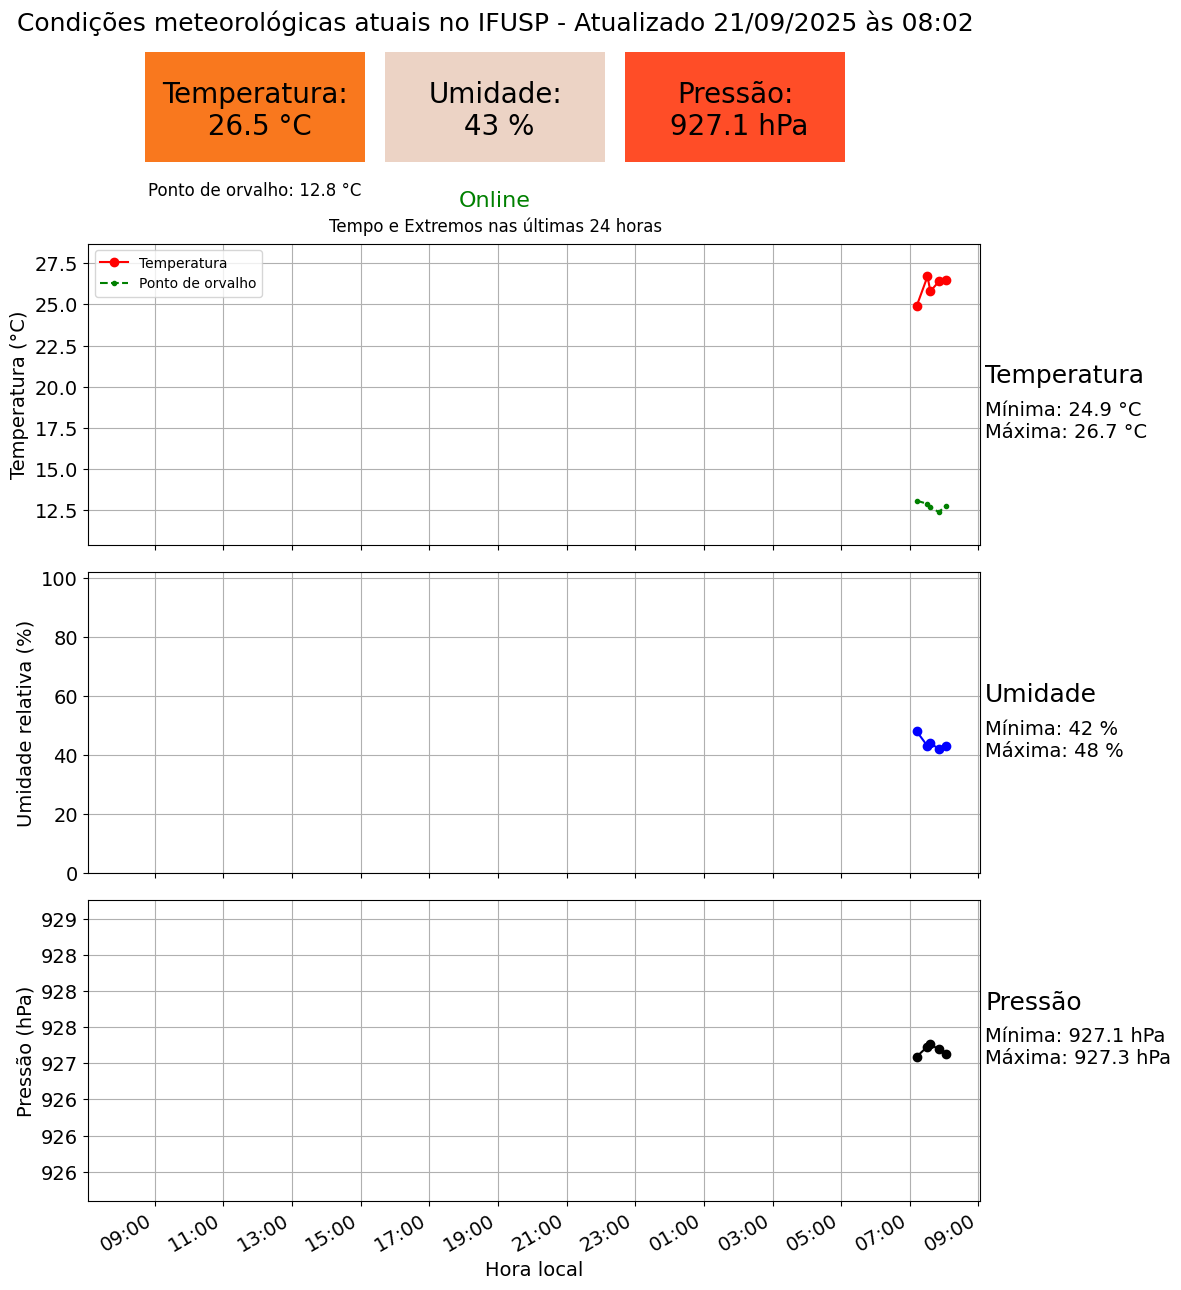 Condições meteorológicas atuais no IFUSP - Atualizado 21/09/2025 às 08:02
Temperatura:
26.5 °C
Umidade:
43 %
Pressão:
927.1 hPa
Ponto de orvalho: 12.8 °C
Online
Tempo e Extremos nas últimas 24 horas
Temperatura
Ponto de orvalho
Temperatura (°C)
27.5
25.0
22.5
20.0
17.5
15.0
12.5
Temperatura
Mínima: 24.9 °C
Máxima: 26.7 °C
Umidade relativa (%)
100
80
60
40
20
0
Umidade
Mínima: 42 %
Máxima: 48 %
Pressão (hPa)
929
928
928
928
927
926
926
926
Pressão
Mínima: 927.1 hPa
Máxima: 927.3 hPa
09:00 11:00 13:00 15:00 17:00 19:00 21:00 23:00 01:00 03:00 05:00 07:00 09:00
Hora local